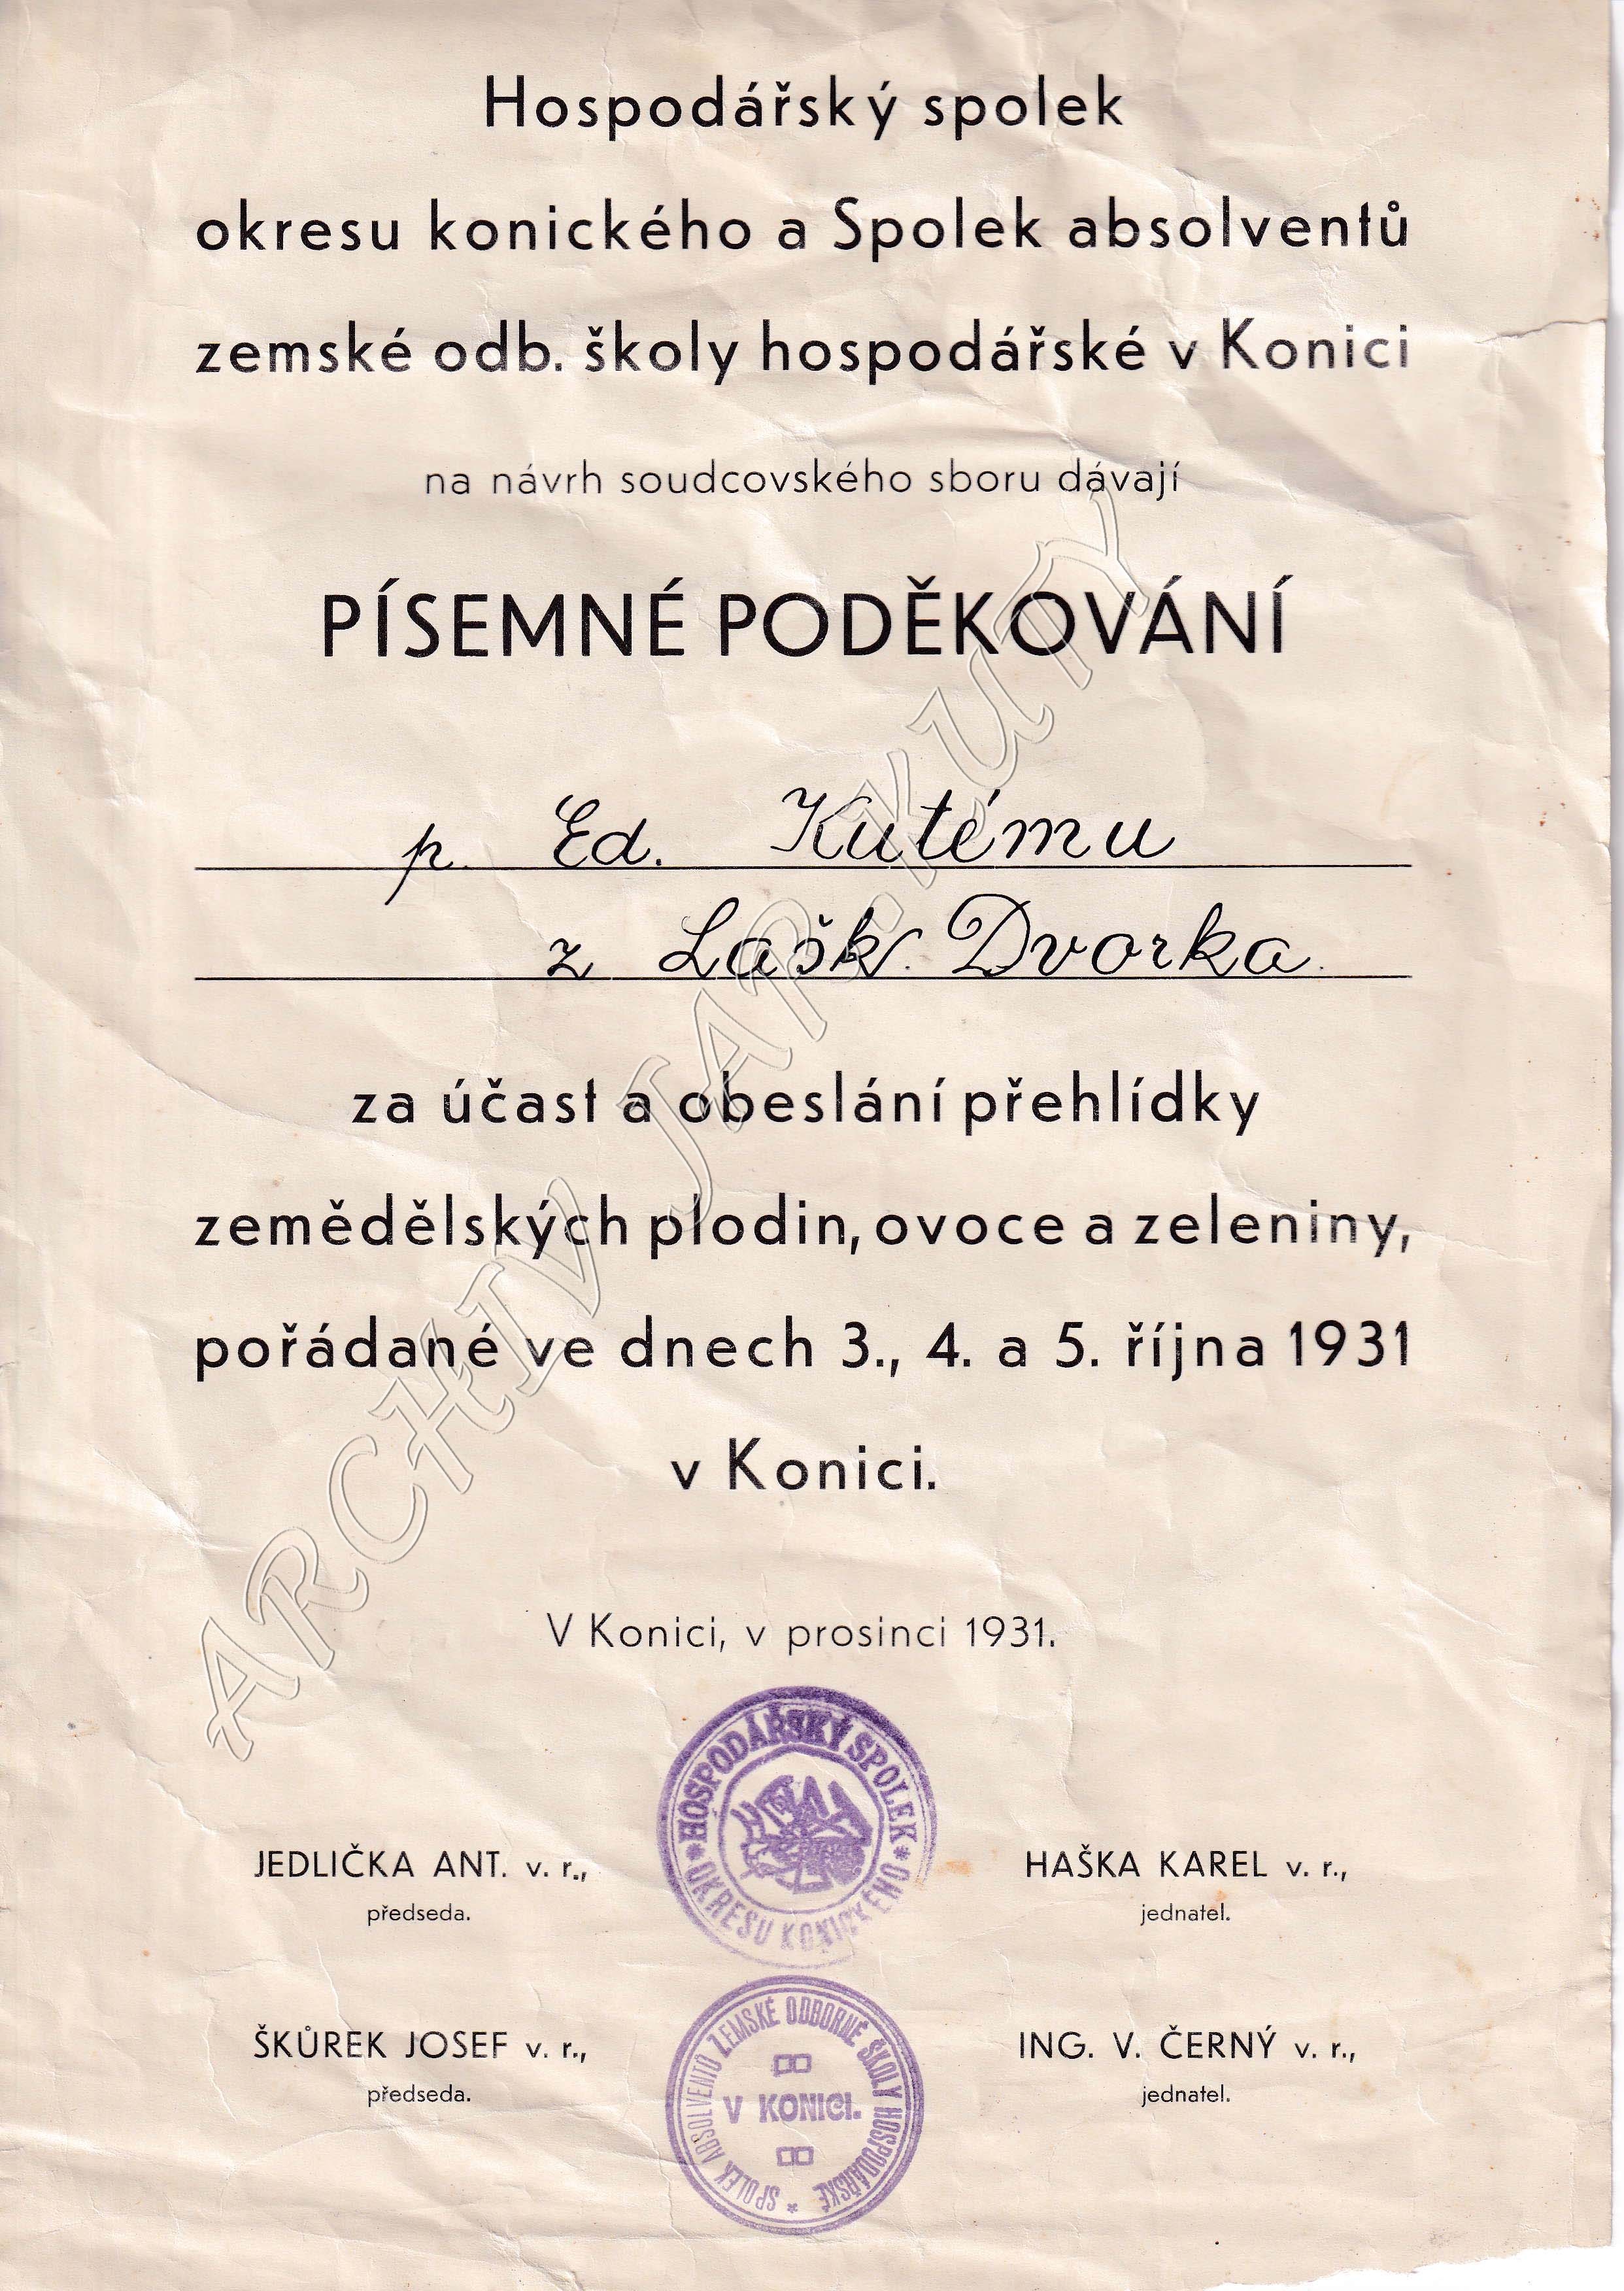 Hospodářský spolek
okresu konického a Spolek absolventů
zemské odb. školy hospodářské v Konici
na návrh soudcovského sboru dávají
PÍSEMNÉ PODĚKOVÁNÍ
p. Ed. Kutému
z Lašk. Dvorka.
za účast a obeslání přehlídky
zemědělských plodin, ovoce a zeleniny,
pořádané ve dnech 3., 4. a 5. října 1931
v Konici.
V Konici, v prosinci 1931.
HOSPODÁŘSKÝ SPOLEK
* OKRESU KONICKÉHO *
JEDLIČKA ANT. v. r.,
předseda.
HAŠKA KAREL v. r.,
jednatel.
ŠKŮREK JOSEF v. r.,
předseda.
ING. V. ČERNÝ v. r.,
jednatel.
SPOLEK ABSOLVENTŮ ZEMSKÉ ODBORNÉ ŠKOLY HOSPODÁŘSKÉ *
V KONICI.
ARCHIV JAR. KUTÝ